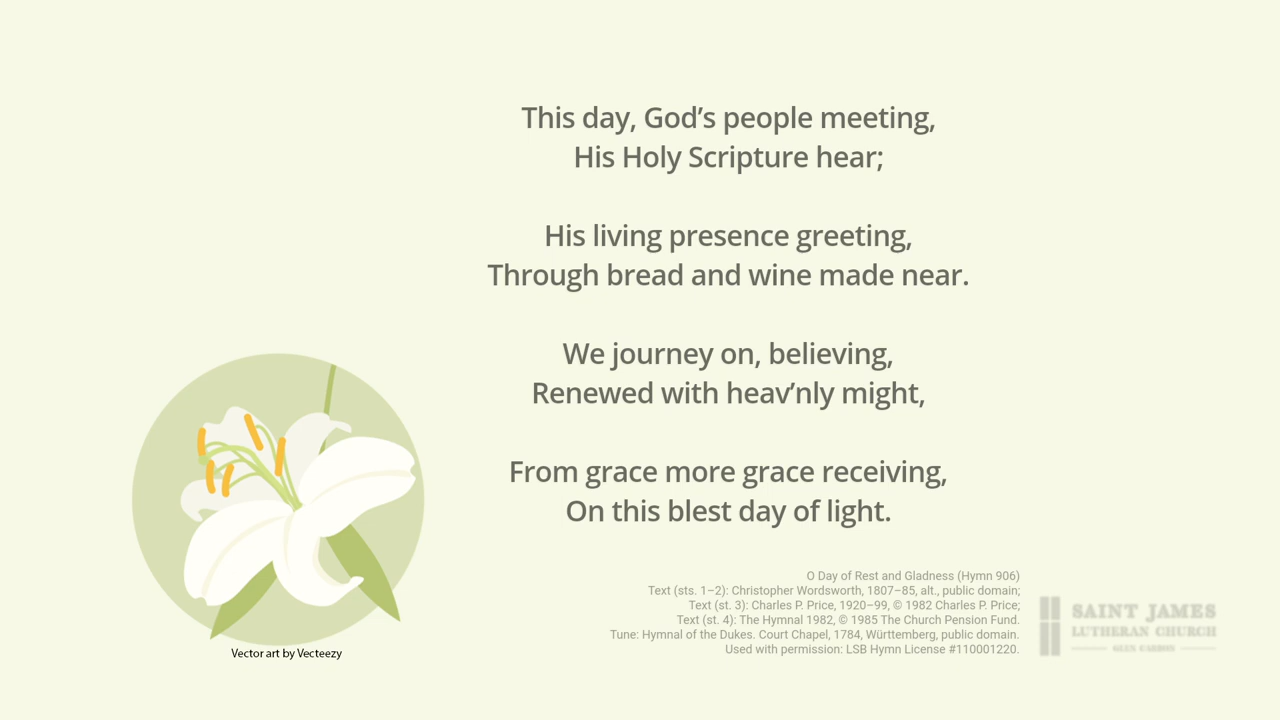 This day, God’s people meeting,
His Holy Scripture hear;
His living presence greeting,
Through bread and wine made near.
We journey on, believing,
Renewed with heav’nly might,
From grace more grace receiving,
On this blest day of light.
O Day of Rest and Gladness (Hymn 906)
Text (sts. 1–2): Christopher Wordsworth, 1807–85, alt., public domain;
Text (st. 3): Charles P. Price, 1920–99, © 1982 Charles P. Price;
Text (st. 4): The Hymnal 1982, © 1985 The Church Pension Fund.
Tune: Hymnal of the Dukes. Court Chapel, 1784, Württemberg, public domain.
Used with permission: LSB Hymn License #110001220.
Vector art by Vecteezy
SAINT JAMES
LUTHERAN CHURCH
GLEN CARBON